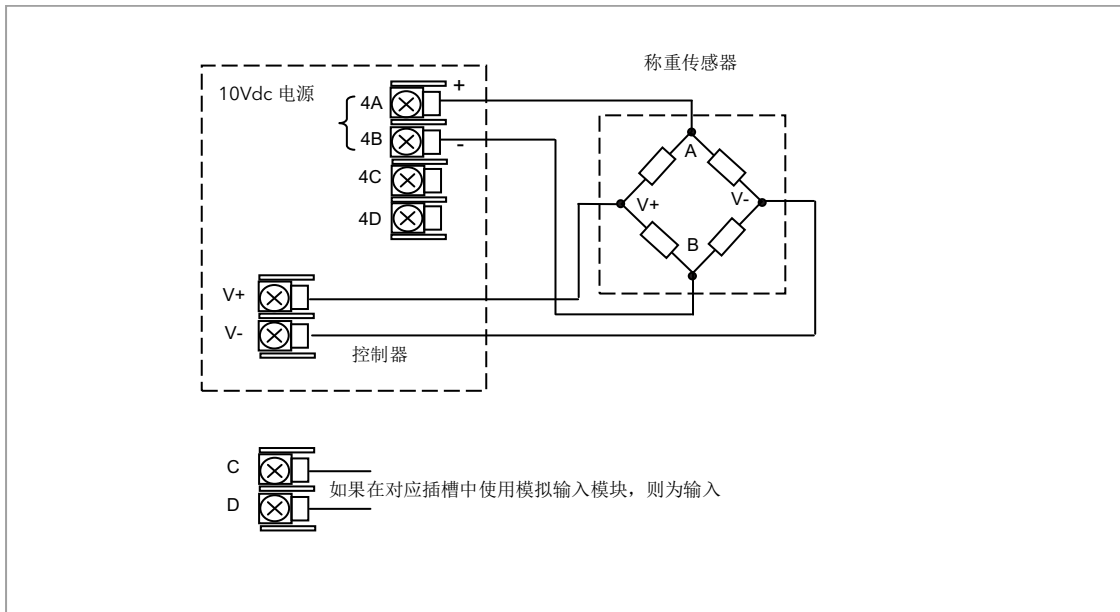 称重传感器
10Vdc 电源
+
4A
4B
-
4C
4D
A
V+
V-
B
V+
V-
控制器
C
如果在对应插槽中使用模拟输入模块，则为输入
D